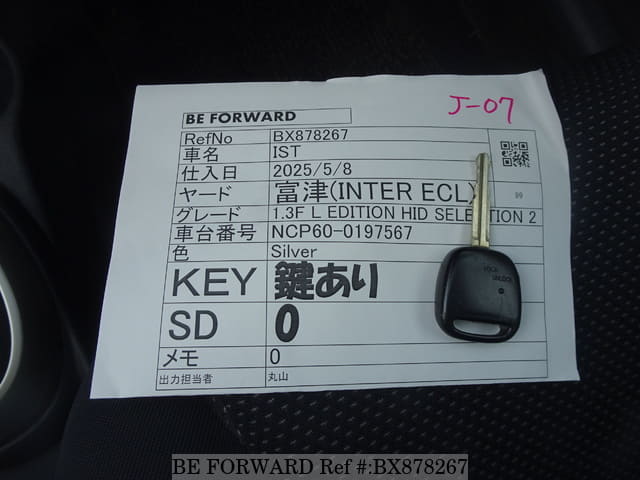 J-07
BE FORWARD
RefNo BX878267
車名 IST
仕入日 2025/5/8
ヤード 富津(INTER ECL)
99
グレード 1.3F L EDITION HID SELECTION 2
車台番号 NCP60-0197567
色 Silver
KEY 鍵あり
LOCK
UNLOCK
SD 0
メモ 0
出力担当者 丸山
BE FORWARD Ref #:BX878267